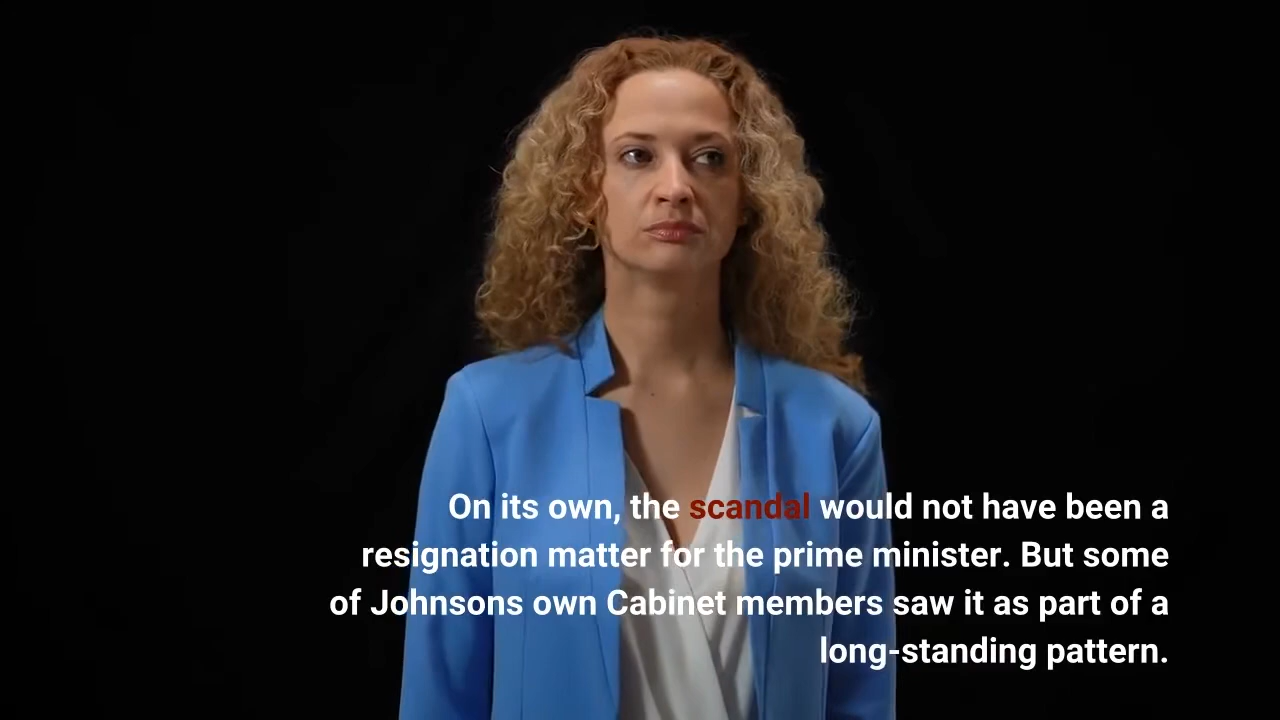 On its own, the scandal would not have been a
resignation matter for the prime minister. But some
of Johnsons own Cabinet members saw it as part of a
long-standing pattern.